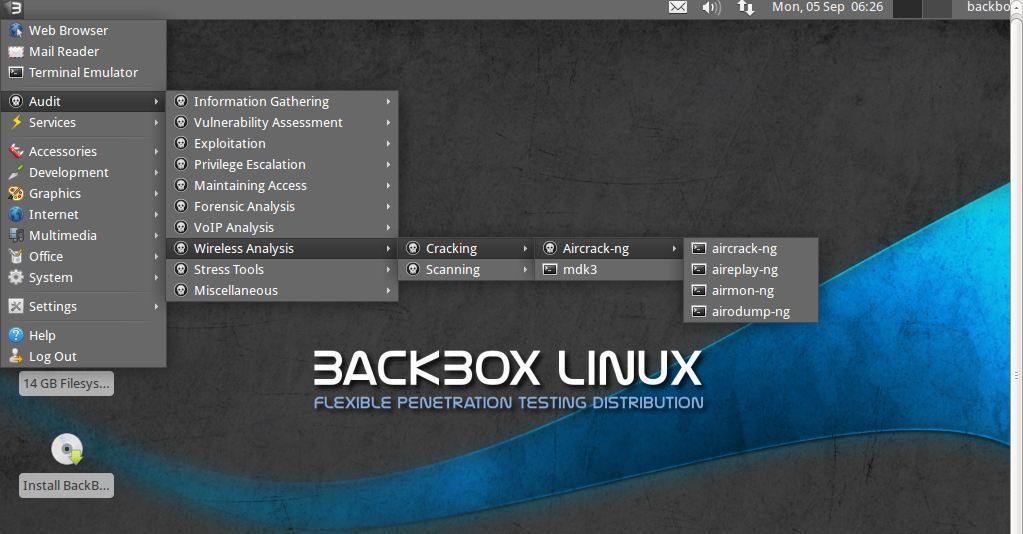 Mon, 05 Sep 06:26
backbo
Web Browser
Mail Reader
Terminal Emulator
Audit
Services
Accessories
Development
Graphics
Internet
Multimedia
Office
System
Settings
Help
Log Out
Information Gathering
Vulnerability Assessment
Exploitation
Privilege Escalation
Maintaining Access
Forensic Analysis
VoIP Analysis
Wireless Analysis
Stress Tools
Miscellaneous
Cracking
Scanning
Aircrack-ng
mdk3
aircrack-ng
aireplay-ng
airmon-ng
airodump-ng
BACKBOX LINUX
FLEXIBLE PENETRATION TESTING DISTRIBUTION
14 GB Filesys...
Install BackB...